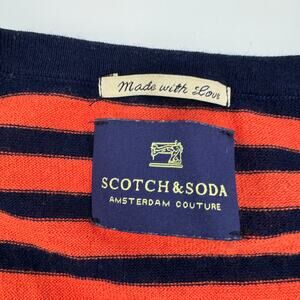 Made with Love
SCOTCH & SODA
AMSTERDAM COUTURE